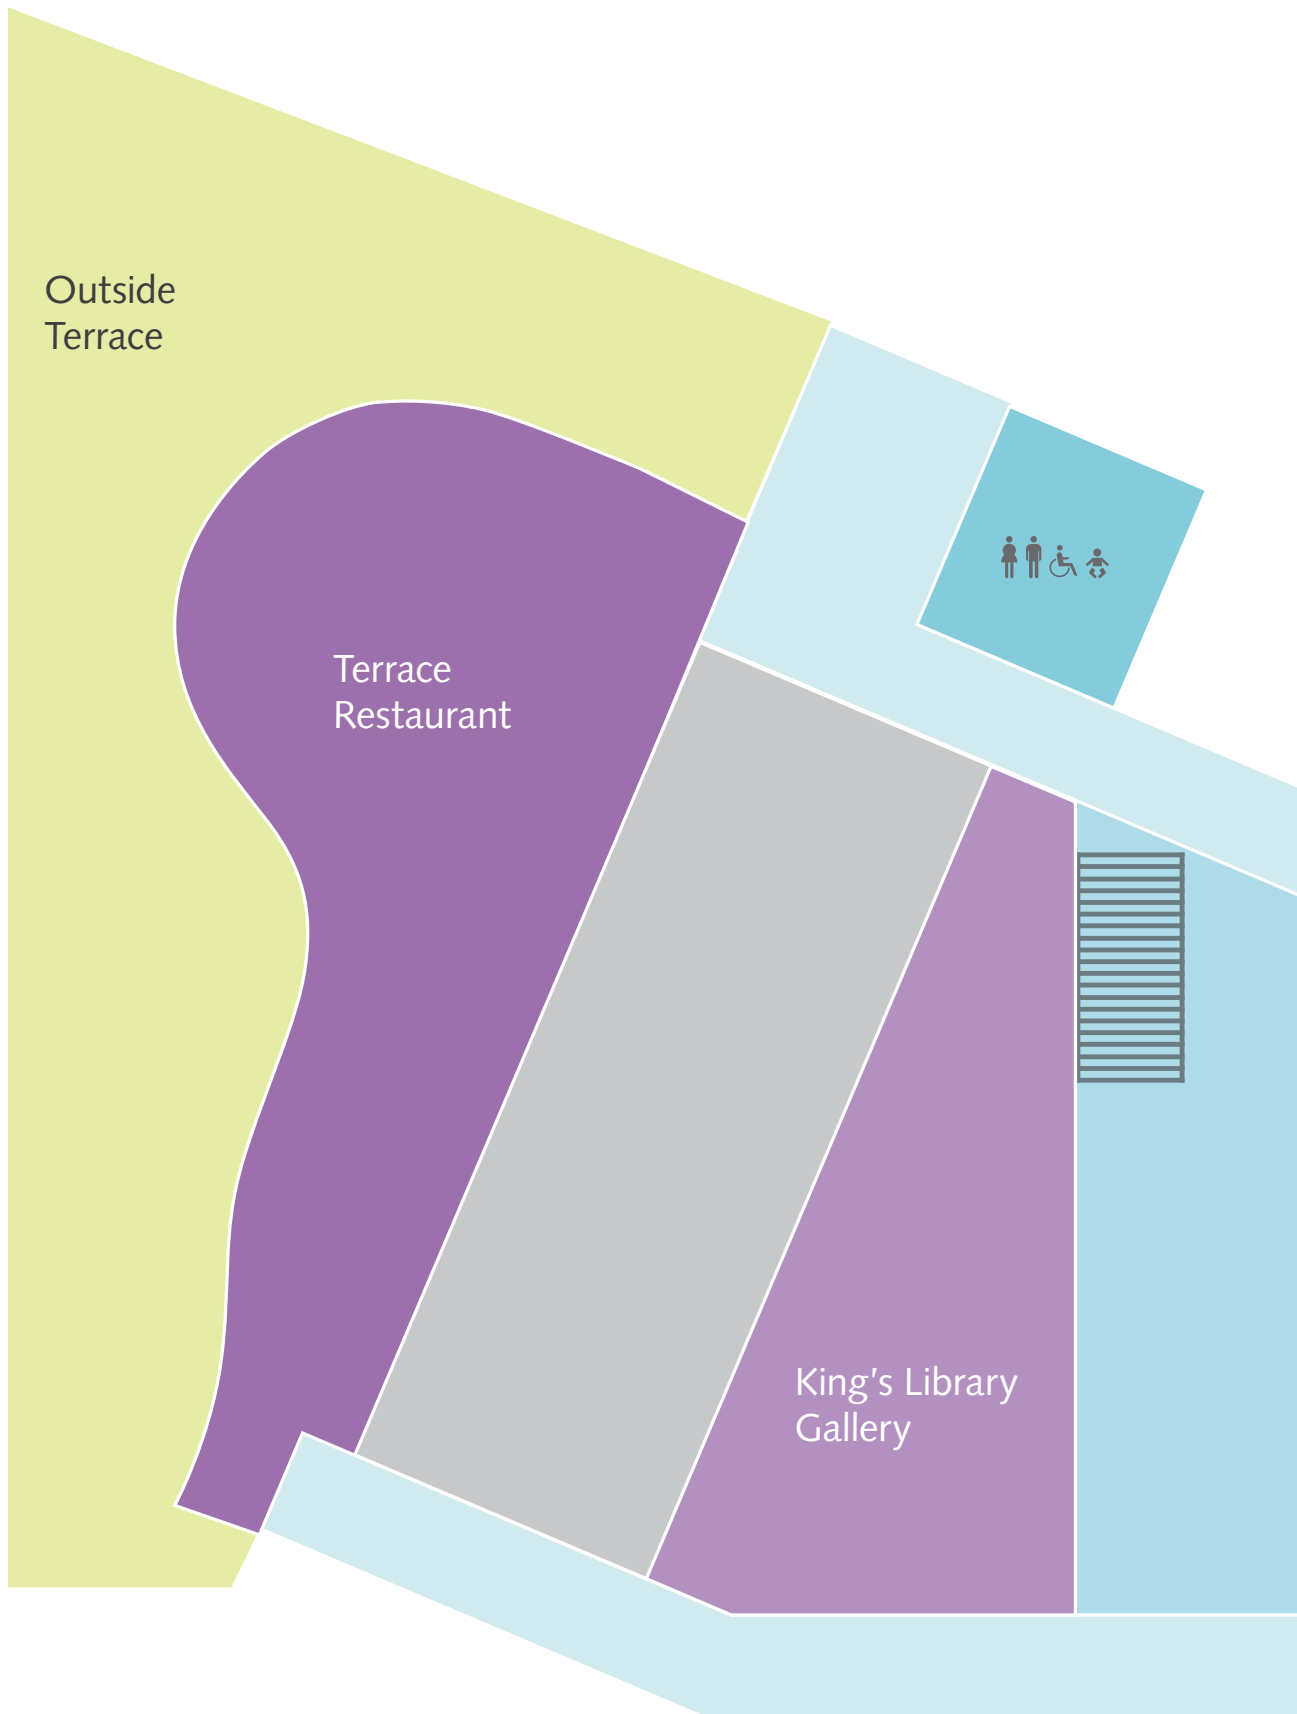 Outside
Terrace
Terrace
Restaurant
King's Library
Gallery